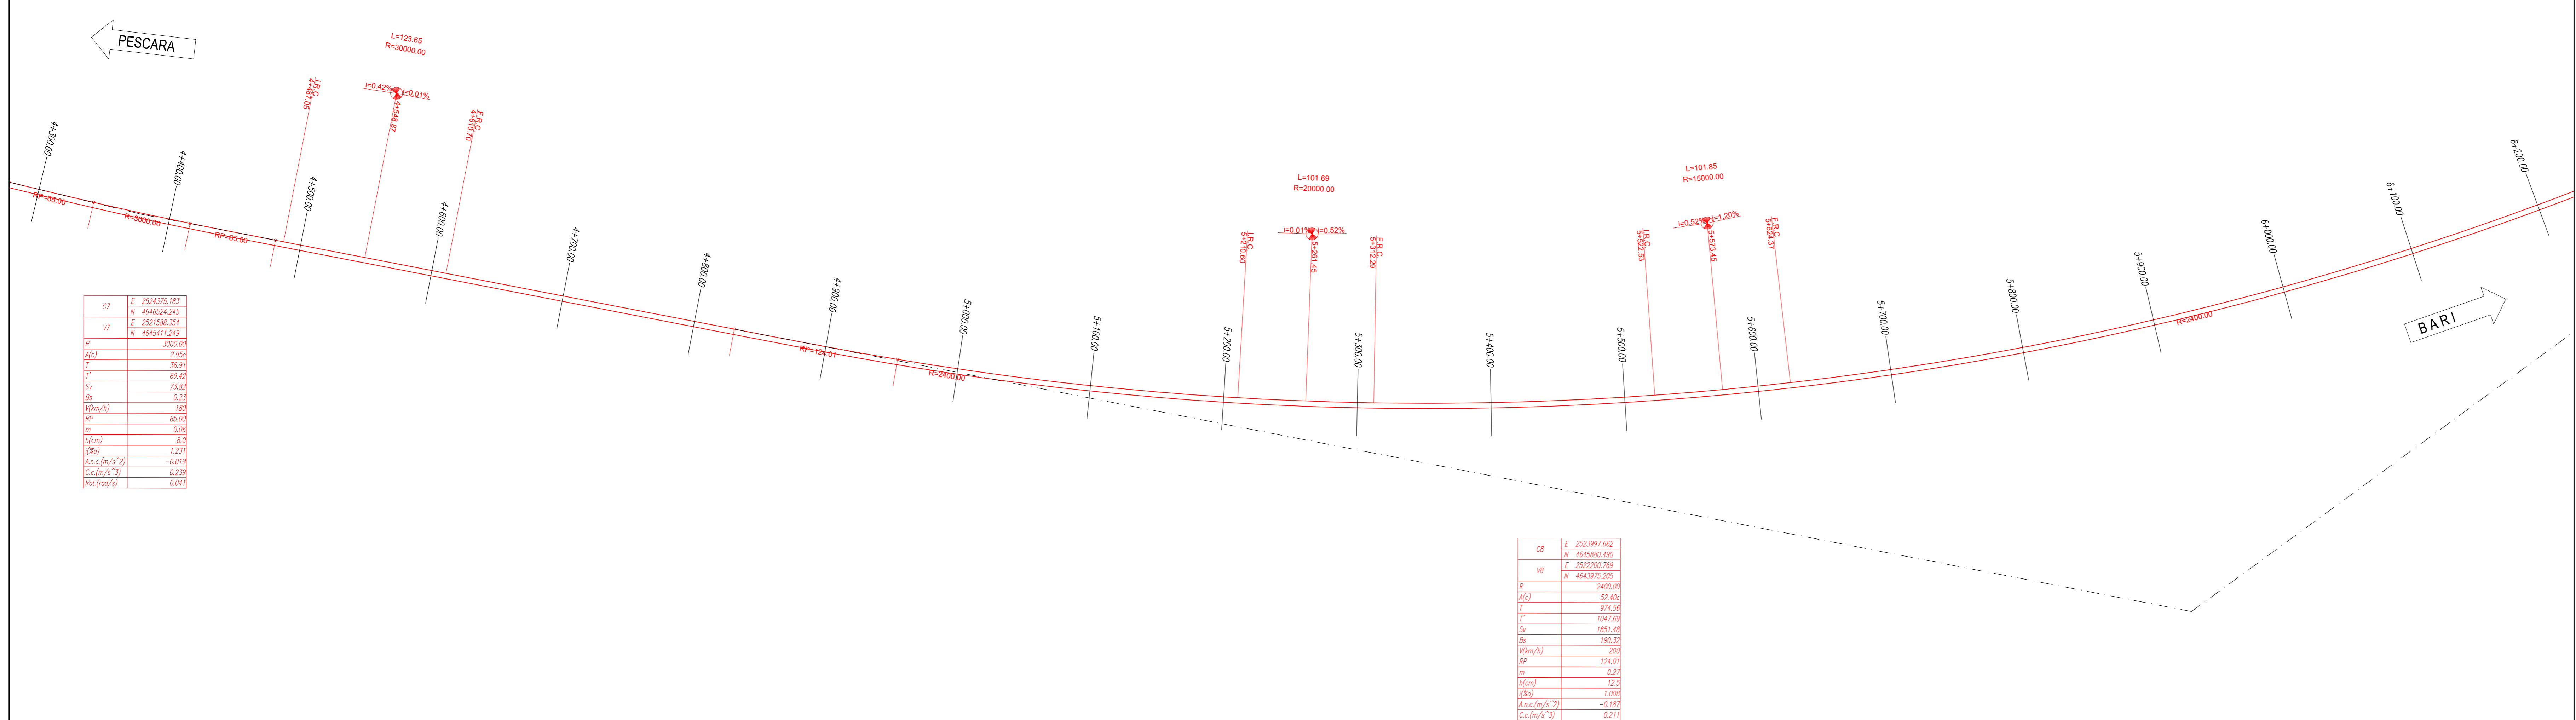 PESCARA
L=123.65
R=30000.00
I.R.C.
4+487.05
i=0.42%
i=0.01%
4+548.87
F.R.C.
4+610.70
4+300.00
4+400.00
4+500.00
4+600.00
4+700.00
4+800.00
4+900.00
5+000.00
5+100.00
5+200.00
5+300.00
5+400.00
5+500.00
5+600.00
5+700.00
5+800.00
5+900.00
6+000.00
6+100.00
6+200.00
RP=65.00
R=3000.00
RP=65.00
RP=124.01
R=2400.00
L=101.69
R=20000.00
I.R.C.
5+210.60
i=0.01%
i=0.52%
5+261.45
F.R.C.
5+312.29
L=101.85
R=15000.00
I.R.C.
5+522.53
i=0.52%
i=1.20%
5+573.45
F.R.C.
5+624.37
R=2400.00
BARI
C7 E 2524375.183
N 4646524.245
V7 E 2521588.354
N 4645411.249
R 3000.00
A(c) 2.95c
T 36.91
T' 69.42
Sv 73.82
Bs 0.23
V(km/h) 180
RP 65.00
m 0.06
h(cm) 8.0
i(‰) 1.231
A.n.c.(m/s^2) -0.019
C.c.(m/s^3) 0.239
Rot.(rad/s) 0.041
C8 E 2523997.662
N 4645880.490
V8 E 2522200.769
N 4643975.205
R 2400.00
A(c) 52.40c
T 974.56
T' 1047.69
Sv 1851.48
Bs 190.32
V(km/h) 200
RP 124.01
m 0.27
h(cm) 12.5
i(‰) 1.008
A.n.c.(m/s^2) -0.187
C.c.(m/s^3) 0.211